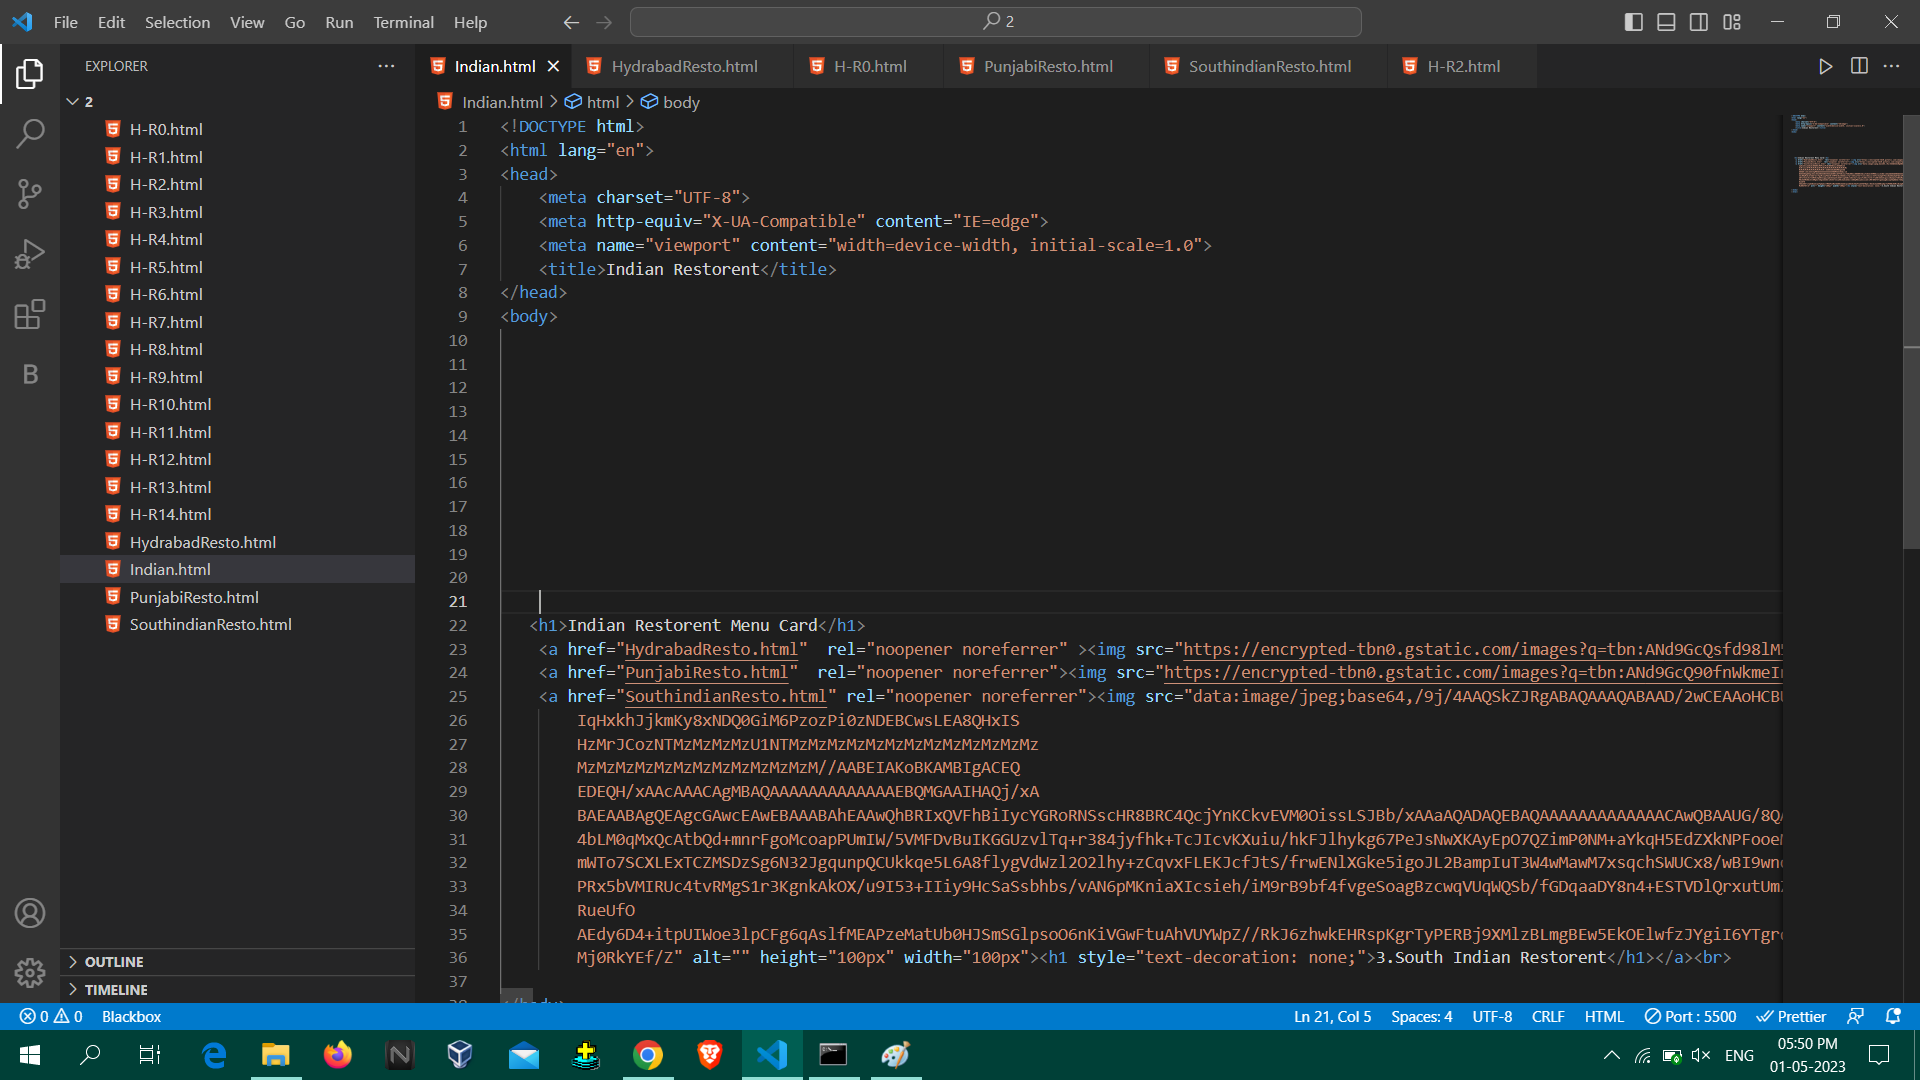 File Edit Selection View Go Run Terminal Help
2
EXPLORER
2
H-R0.html
H-R1.html
H-R2.html
H-R3.html
H-R4.html
H-R5.html
H-R6.html
H-R7.html
H-R8.html
H-R9.html
H-R10.html
H-R11.html
H-R12.html
H-R13.html
H-R14.html
HydrabadResto.html
Indian.html
PunjabiResto.html
SouthindianResto.html
OUTLINE
TIMELINE
Indian.html HydrabadResto.html H-R0.html PunjabiResto.html SouthindianResto.html H-R2.html
Indian.html > html > body
1 <!DOCTYPE html>
2 <html lang="en">
3 <head>
4 <meta charset="UTF-8">
5 <meta http-equiv="X-UA-Compatible" content="IE=edge">
6 <meta name="viewport" content="width=device-width, initial-scale=1.0">
7 <title>Indian Restorent</title>
8 </head>
9 <body>
10
11
12
13
14
15
16
17
18
19
20
21
22 <h1>Indian Restorent Menu Card</h1>
23 <a href="HydrabadResto.html" rel="noopener noreferrer" ><img src="https://encrypted-tbn0.gstatic.com/images?q=tbn:ANd9GcQsfd98lM
24 <a href="PunjabiResto.html" rel="noopener noreferrer"><img src="https://encrypted-tbn0.gstatic.com/images?q=tbn:ANd9GcQ90fnWkmeI
25 <a href="SouthindianResto.html" rel="noopener noreferrer"><img src="data:image/jpeg;base64,/9j/4AAQSkZJRgABAQAAAQABAAD/2wCEAAoHCB
26 IqHxkhJjkmKy8xNDQ0GiM6PzozPi0zNDEBCwsLEA8QHxIS
27 HzMrJCozNTMzMzMzMzU1NTMzMzMzMzMzMzMzMzMzMzMzMzMz
28 MzMzMzMzMzMzMzMzMzMzMzMzM//AABEIAKoBKAMBIgACEQ
29 EDEQH/xAAcAAACAgMBAQAAAAAAAAAAAAAEBQMGAAIHAQj/xA
30 BAEAABAgQEAgcGAwcEAwEBAAABAhEAAwQhBRIxQVFhBiIycYGRoRNSscHR8BRC4QcjYnKCkvEVM0OissLSJBb/xAAaAQADAQEBAQAAAAAAAAAAAAACAwQBAAUG/8Q
31 4bLM0qMxQcAtbQd+mnrFgoMcoapPUmIW/5VMFDvBuIKGGUzvlTq+r384jyfhk+TcJIcvKXuiu/hkFJlhykg67PeJsNwXKAyEpO7QZimP0NM+aYkqH5EdZXkNPFooe
32 mWTo7SCXLExTCZMSDzSg6N32JgqunpQCUkkqe5L6A8flygVdWzl2O2lhy+zCqvxFLEKJcfJtS/frwENlXGke5igoJL2BampIuT3W4wMawM7xsqchSWUCx8/wBI9wn
33 PRx5bVMIRUc4tvRMgS1r3KgnkAkOX/u9I53+IIiy9HcSaSsbhbs/vAN6pMKniaXIcsieh/iM9rB9bf4fvgeSoagBzcwqVUqWQSb/fGDqaaDY8n4+ESTVDlQrxutUm
34 RueUfO
35 AEdy6D4+itpUIWoe3lpCFg6qAslfMEAPzeMatUb0HJSmSGlpsoO6nKiVGwFtuAhVUYWpZ//RkJ6zhwkEHRspKgrTyPERBj9XMlzBLmgBEw5EkOElwfzJYgiI6YTgr
36 Mj0RkYEf/Z" alt="" height="100px" width="100px"><h1 style="text-decoration: none;">3.South Indian Restorent</h1></a><br>
37
38 </body>
0 0 Blackbox Ln 21, Col 5 Spaces: 4 UTF-8 CRLF HTML Port : 5500 Prettier
ENG 05:50 PM
01-05-2023